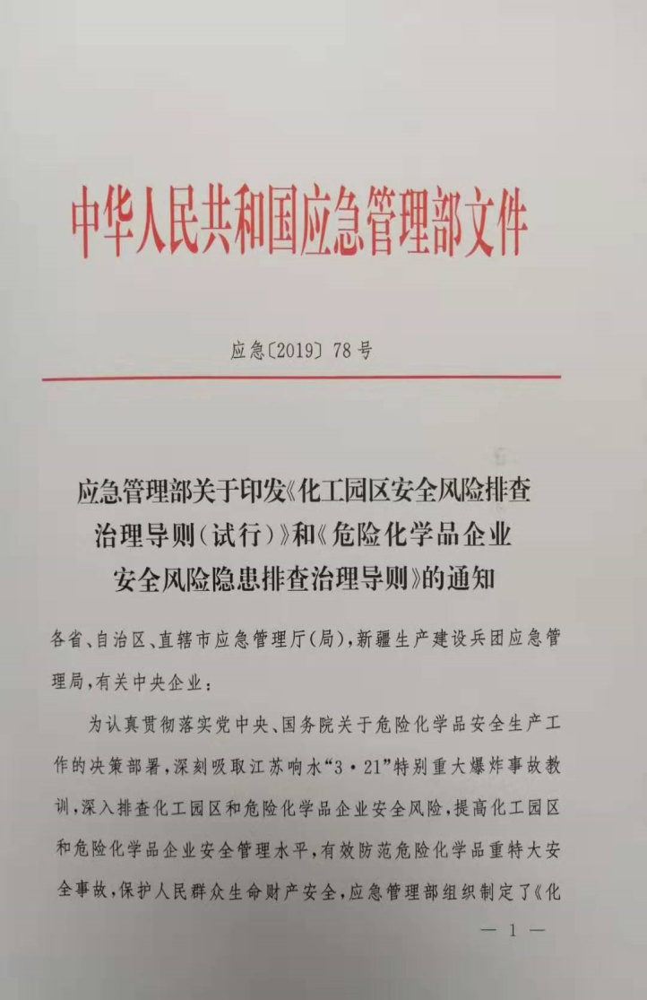 中华人民共和国应急管理部文件
应急〔2019〕78号
应急管理部关于印发《化工园区安全风险排查
治理导则(试行)》和《危险化学品企业
安全风险隐患排查治理导则》的通知
各省、自治区、直辖市应急管理厂(局),新疆生产建设兵团应急管
理局,有关中央企业:
为认真贯彻落实党中央、国务院关于危险化学品安全生产工
作的决策部署,深刻吸取江苏响水“3·21”特别重大爆炸事故教
训,深入排查化工园区和危险化学品企业安全风险,提高化工园区
和危险化学品企业安全管理水平,有效防范危险化学品重特大安
全事故,保护人民群众生命财产安全,应急管理部组织制定了《化
— 1 —